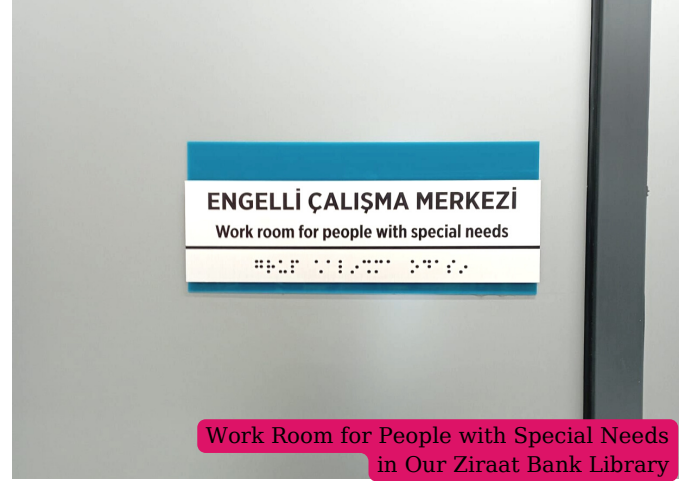 ENGELLİ ÇALIŞMA MERKEZİ
Work room for people with special needs
⠛⠗⠥⠏ ⠡⠁⠇⠔⠩⠍⠁ ⠕⠙⠁⠎⠔
Work Room for People with Special Needs
in Our Ziraat Bank Library